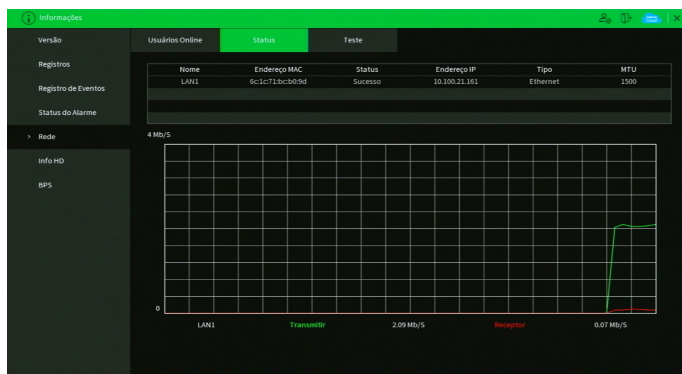 Informações
Versão
Registros
Registro de Eventos
Status do Alarme
> Rede
Info HD
BPS
Usuários Online Status Teste
Nome Endereço MAC Status Endereço IP Tipo MTU
LAN1 6c:1c:71:bc:b0:9d Sucesso 10.100.21.161 Ethernet 1500
4 Mb/S
0
LAN1 Transmitir 2.09 Mb/S Receptor 0.07 Mb/S